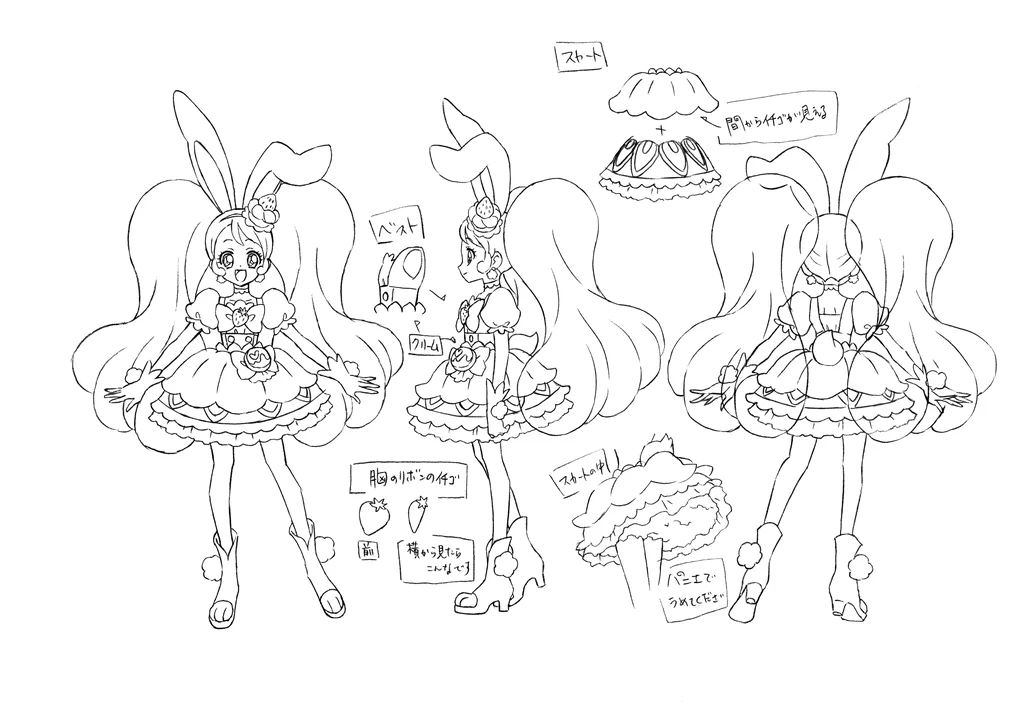 スカート
間からイチゴが見える
ベスト
クリーム
胸のリボンのイチゴ
前
横から見たら
こんなです
スカートの中
パニエで
うめてください